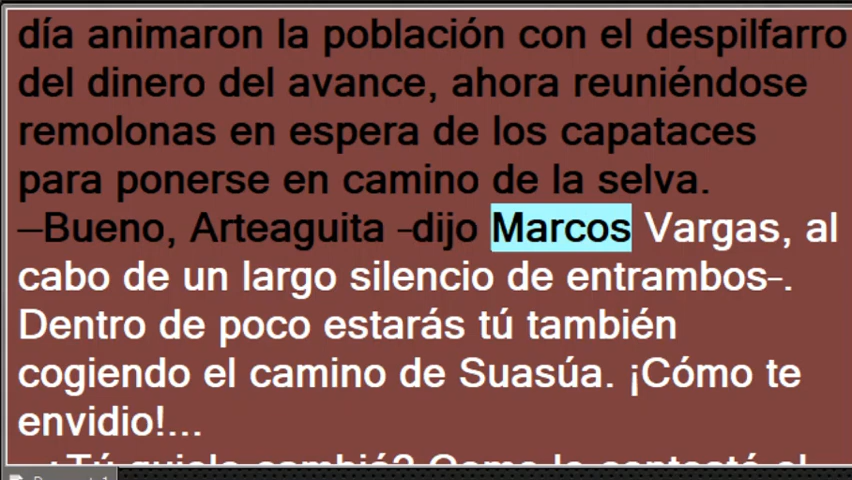 día animaron la población con el despilfarro
del dinero del avance, ahora reuniéndose
remolonas en espera de los capataces
para ponerse en camino de la selva.
—Bueno, Arteaguita –dijo Marcos Vargas, al
cabo de un largo silencio de entrambos–.
Dentro de poco estarás tú también
cogiendo el camino de Suasúa. ¡Cómo te
envidio!...